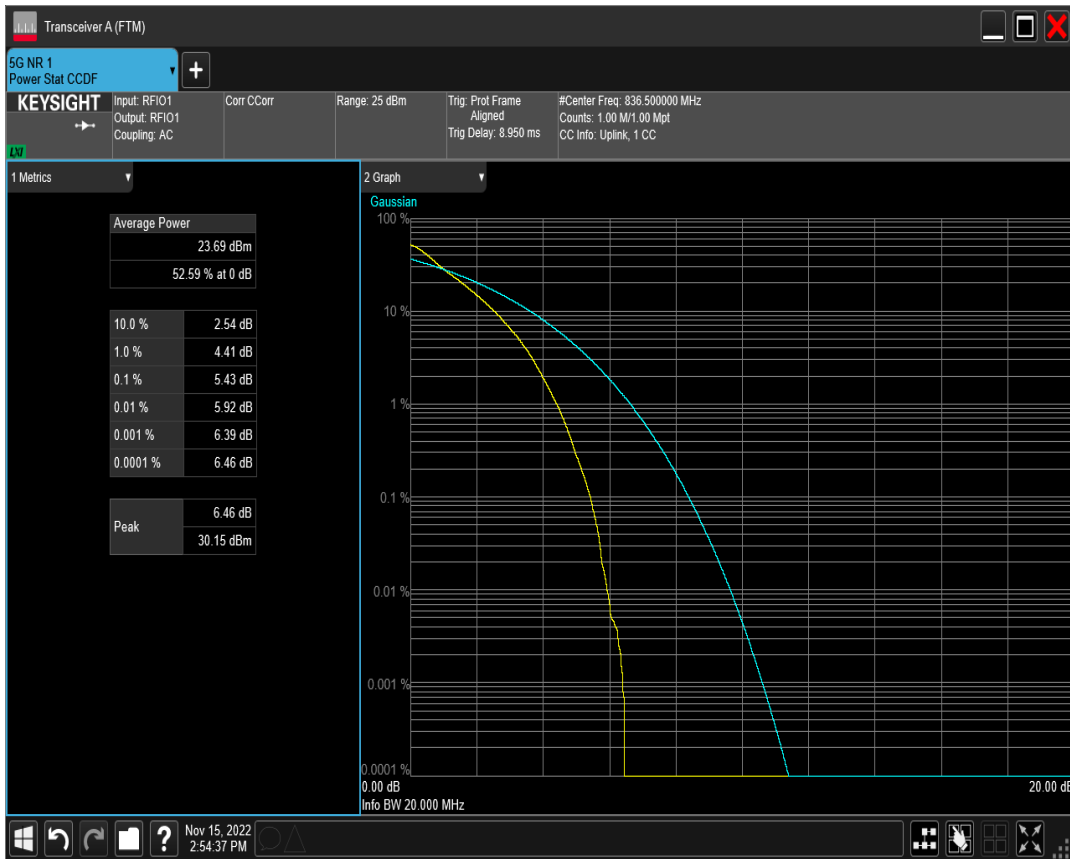 Transceiver A (FTM)
5G NR 1
Power Stat CCDF
+
KEYSIGHT
LXI
Input: RFIO1
Output: RFIO1
Coupling: AC
Corr CCorr
Range: 25 dBm
Trig: Prot Frame
Aligned
Trig Delay: 8.950 ms
#Center Freq: 836.500000 MHz
Counts: 1.00 M/1.00 Mpt
CC Info: Uplink, 1 CC
1 Metrics
Average Power
23.69 dBm
52.59 % at 0 dB
10.0 % 2.54 dB
1.0 % 4.41 dB
0.1 % 5.43 dB
0.01 % 5.92 dB
0.001 % 6.39 dB
0.0001 % 6.46 dB
Peak 6.46 dB
30.15 dBm
2 Graph
Gaussian
100 %
10 %
1 %
0.1 %
0.01 %
0.001 %
0.0001 %
0.00 dB 20.00 dB
Info BW 20.000 MHz
?
Nov 15, 2022
2:54:37 PM